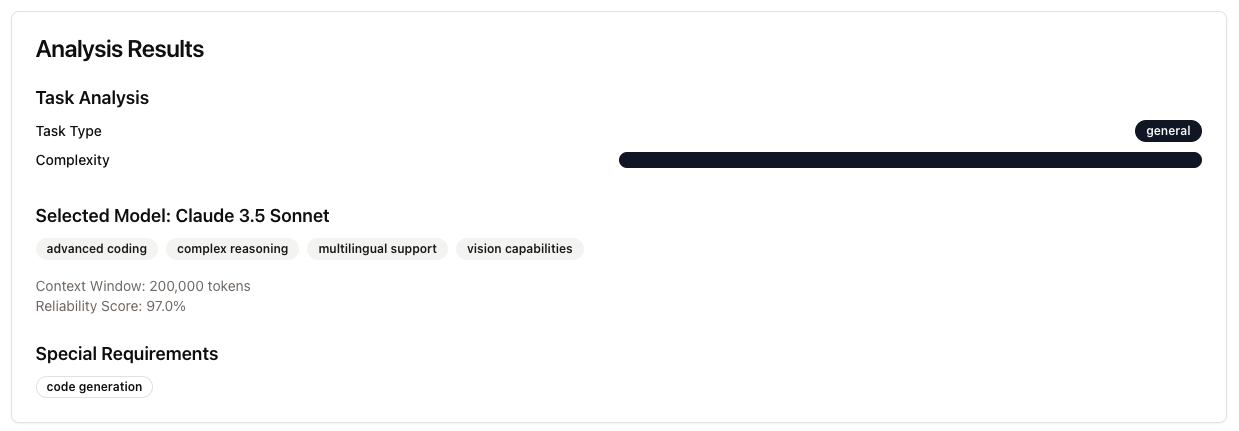 Analysis Results
Task Analysis
Task Type general
Complexity
Selected Model: Claude 3.5 Sonnet
advanced coding complex reasoning multilingual support vision capabilities
Context Window: 200,000 tokens
Reliability Score: 97.0%
Special Requirements
code generation